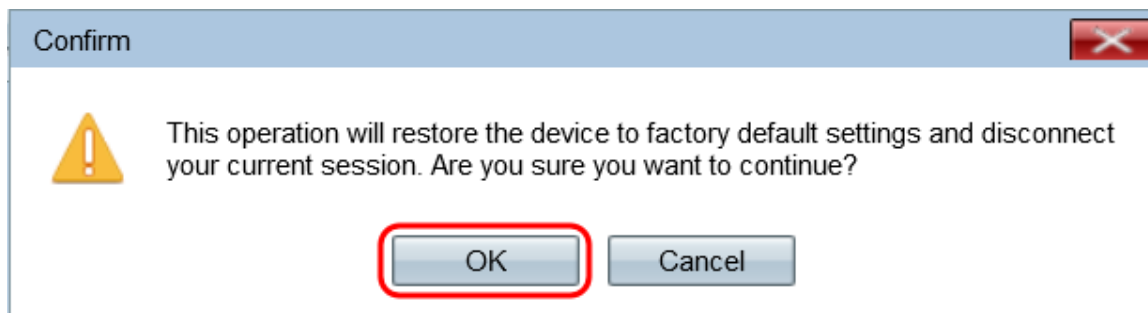 Confirm
This operation will restore the device to factory default settings and disconnect
your current session. Are you sure you want to continue?
OK
Cancel